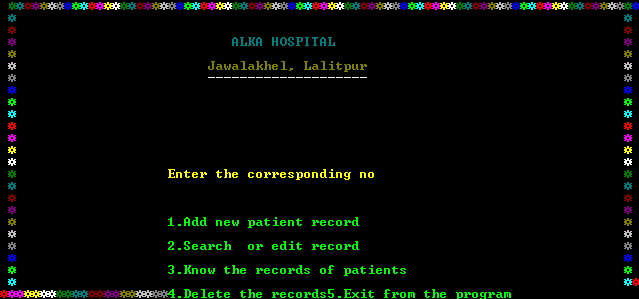 ALKA HOSPITAL
Jawalakhel, Lalitpur
Enter the corresponding no
1.Add new patient record
2.Search  or edit record
3.Know the records of patients
4.Delete the records5.Exit from the program